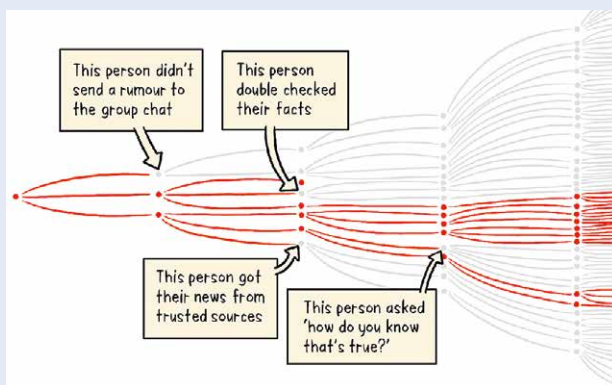 This person didn't
send a rumour to
the group chat
This person
double checked
their facts
This person got
their news from
trusted sources
This person asked
'how do you know
that's true?'